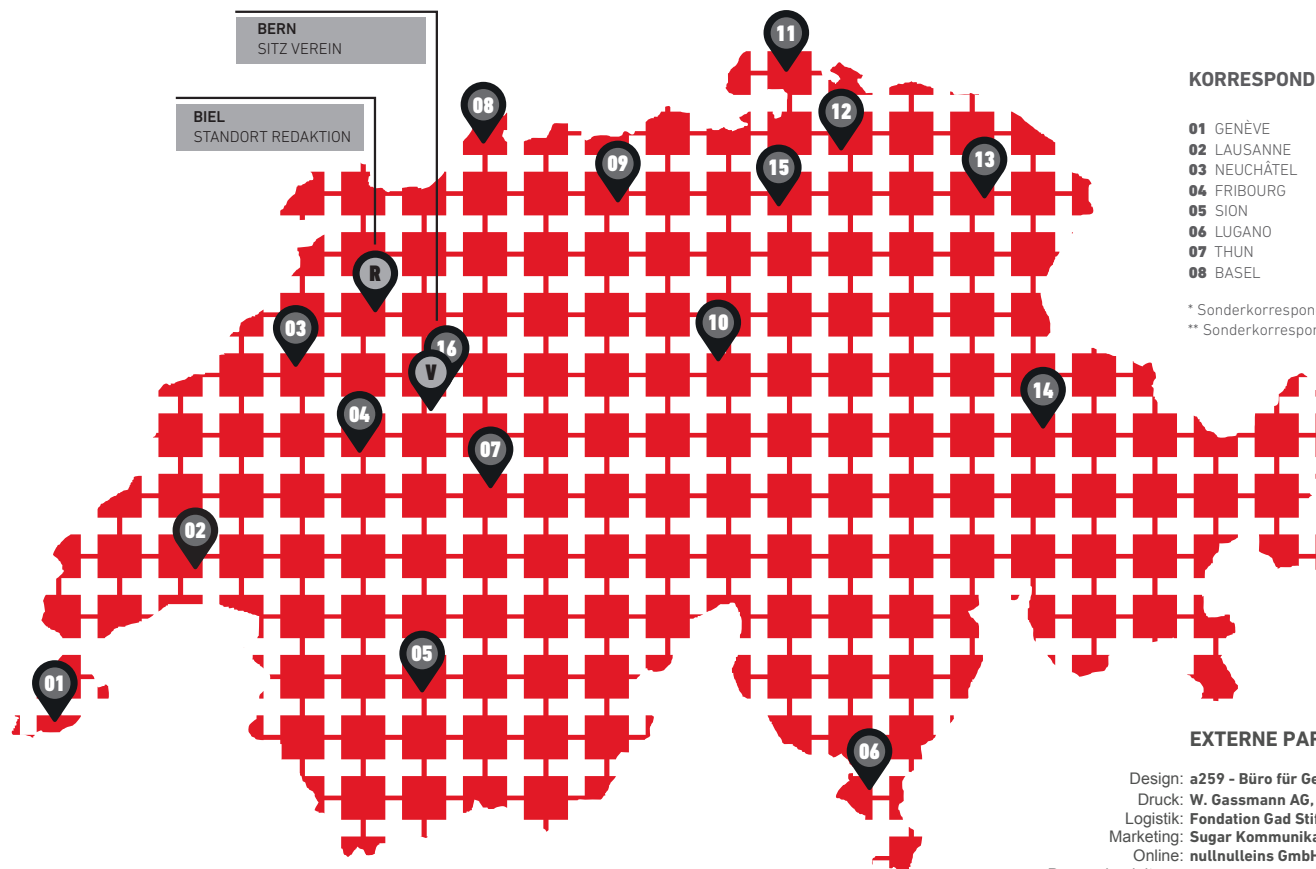 BERN
SITZ VEREIN
BIEL
STANDORT REDAKTION
11
08
12
09
15
13
R
03
10
16
V
14
04
07
02
05
01
06
KORRESPOND
01 GENÈVE
02 LAUSANNE
03 NEUCHÂTEL
04 FRIBOURG
05 SION
06 LUGANO
07 THUN
08 BASEL
* Sonderkorrespon
** Sonderkorrespon
EXTERNE PAR
Design: a259 - Büro für Ge
Druck: W. Gassmann AG,
Logistik: Fondation Gad Stif
Marketing: Sugar Kommunika
Online: nullnulleins GmbH